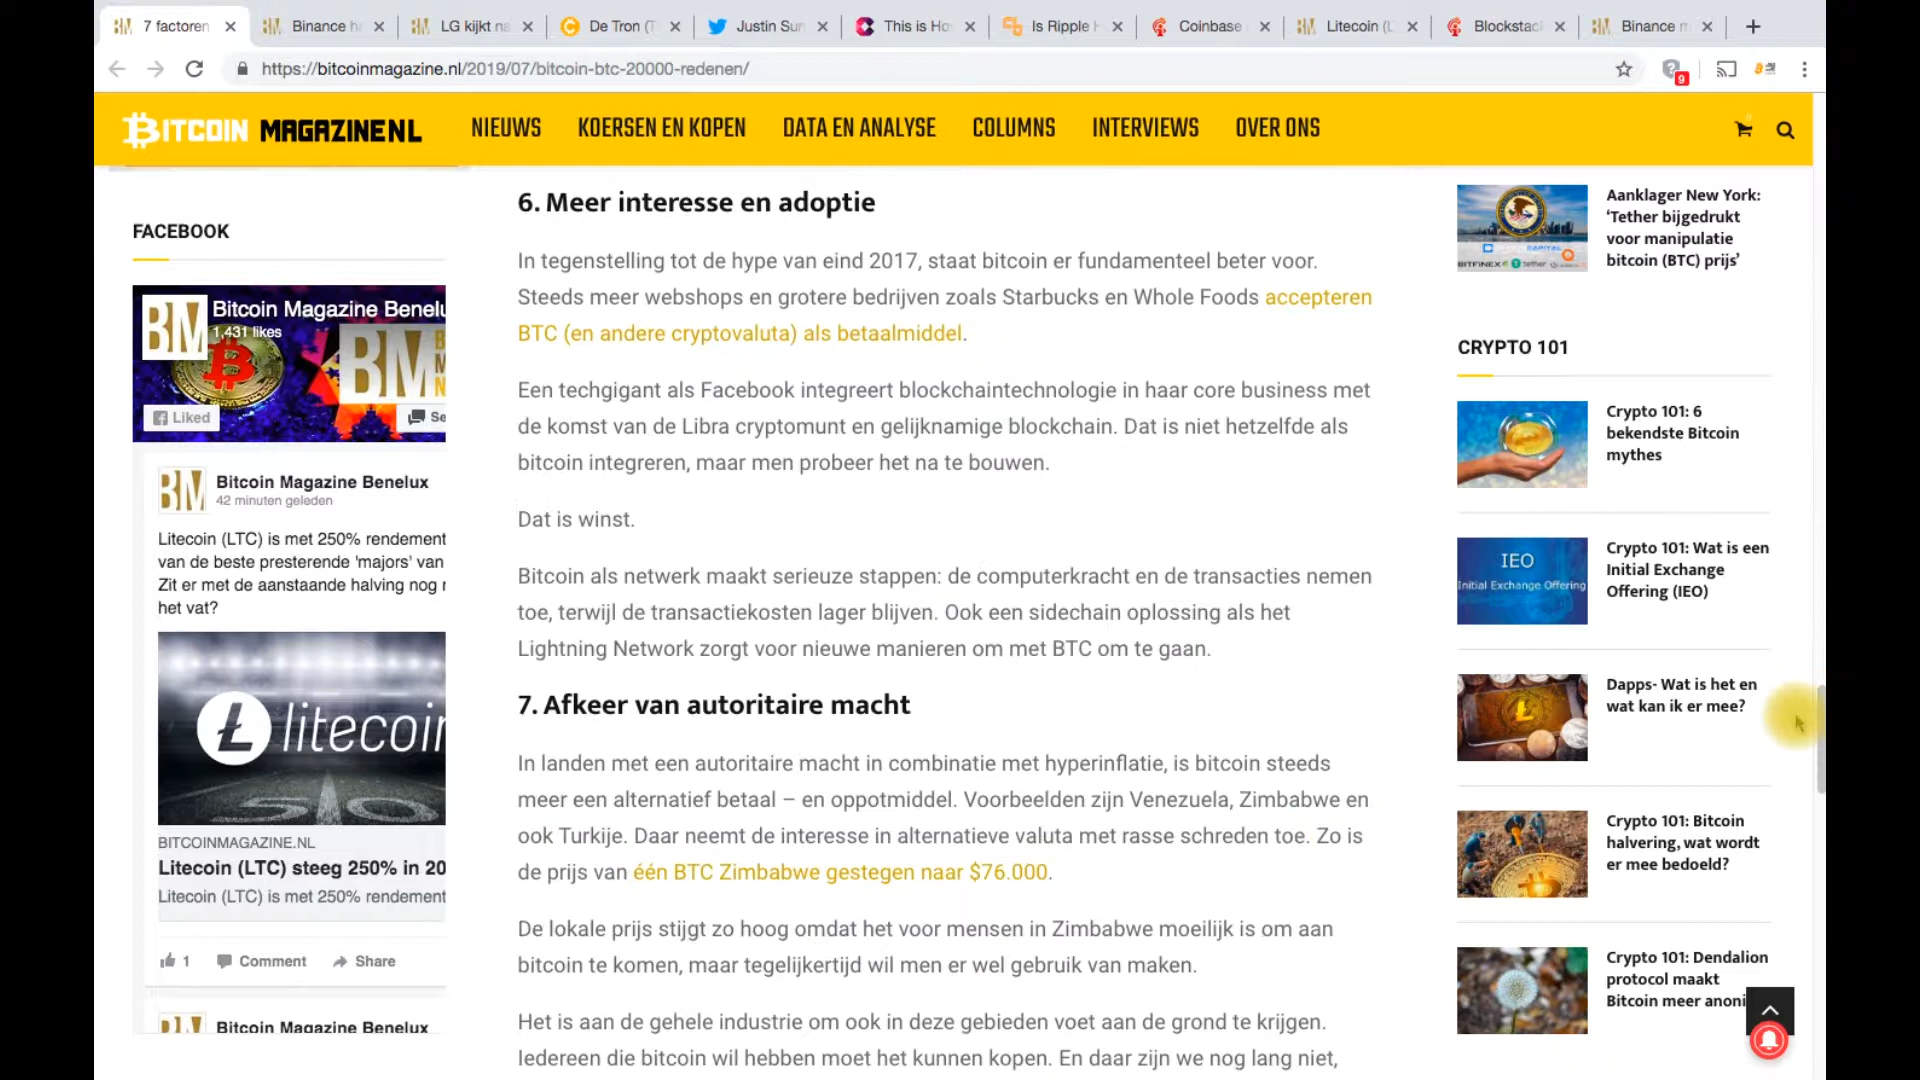 7 factoren
Binance h
LG kijkt na
De Tron (T
Justin Sun
This is Ho
Is Ripple H
Coinbase
Litecoin (L
Blockstac
Binance m
https://bitcoinmagazine.nl/2019/07/bitcoin-btc-20000-redenen/
9
BITCOIN MAGAZINENL
NIEUWS
KOERSEN EN KOPEN
DATA EN ANALYSE
COLUMNS
INTERVIEWS
OVER ONS
FACEBOOK
BM
Bitcoin Magazine Benelu
1,431 likes
BM
Liked
Se
BM
Bitcoin Magazine Benelux
42 minuten geleden
Litecoin (LTC) is met 250% rendement
van de beste presterende 'majors' van
Zit er met de aanstaande halving nog
het vat?
litecoin
50
BITCOINMAGAZINE.NL
Litecoin (LTC) steeg 250% in 20
Litecoin (LTC) is met 250% rendement
1
Comment
Share
BM
Bitcoin Magazine Benelux
6. Meer interesse en adoptie
In tegenstelling tot de hype van eind 2017, staat bitcoin er fundamenteel beter voor.
Steeds meer webshops en grotere bedrijven zoals Starbucks en Whole Foods accepteren
BTC (en andere cryptovaluta) als betaalmiddel.
Een techgigant als Facebook integreert blockchaintechnologie in haar core business met
de komst van de Libra cryptomunt en gelijknamige blockchain. Dat is niet hetzelfde als
bitcoin integreren, maar men probeer het na te bouwen.
Dat is winst.
Bitcoin als netwerk maakt serieuze stappen: de computerkracht en de transacties nemen
toe, terwijl de transactiekosten lager blijven. Ook een sidechain oplossing als het
Lightning Network zorgt voor nieuwe manieren om met BTC om te gaan.
7. Afkeer van autoritaire macht
In landen met een autoritaire macht in combinatie met hyperinflatie, is bitcoin steeds
meer een alternatief betaal – en oppotmiddel. Voorbeelden zijn Venezuela, Zimbabwe en
ook Turkije. Daar neemt de interesse in alternatieve valuta met rasse schreden toe. Zo is
de prijs van één BTC Zimbabwe gestegen naar $76.000.
De lokale prijs stijgt zo hoog omdat het voor mensen in Zimbabwe moeilijk is om aan
bitcoin te komen, maar tegelijkertijd wil men er wel gebruik van maken.
Het is aan de gehele industrie om ook in deze gebieden voet aan de grond te krijgen.
Iedereen die bitcoin wil hebben moet het kunnen kopen. En daar zijn we nog lang niet,
BITFINEX
tether
Aanklager New York:
‘Tether bijgedrukt
voor manipulatie
bitcoin (BTC) prijs’
CRYPTO 101
Crypto 101: 6
bekendste Bitcoin
mythes
IEO
Initial Exchange Offering
Crypto 101: Wat is een
Initial Exchange
Offering (IEO)
Dapps- Wat is het en
wat kan ik er mee?
Crypto 101: Bitcoin
halvering, wat wordt
er mee bedoeld?
Crypto 101: Dendalion
protocol maakt
Bitcoin meer anoni